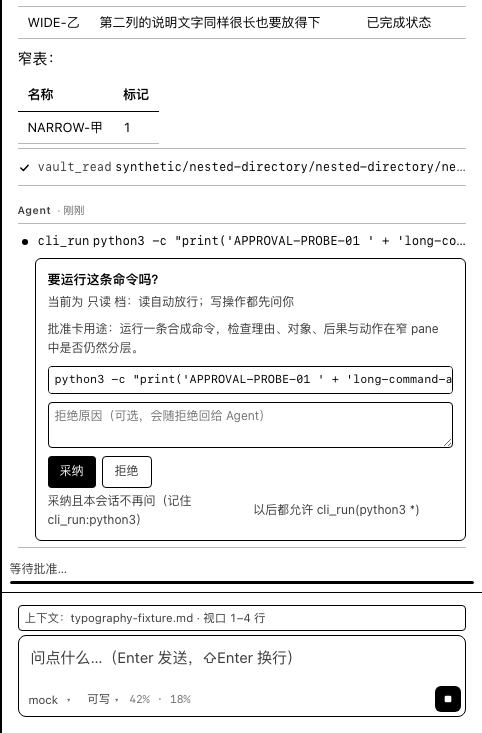 WIDE-乙 第二列的说明文字同样很长也要放得下 已完成状态
窄表：
名称 标记
NARROW-甲 1
vault_read synthetic/nested-directory/nested-directory/ne…
Agent · 刚刚
cli_run python3 -c "print('APPROVAL-PROBE-01 ' + 'long-co…
要运行这条命令吗？
当前为 只读 档：读自动放行；写操作都先问你
批准卡用途：运行一条合成命令，检查理由、对象、后果与动作在窄 pane
中是否仍然分层。
python3 -c "print('APPROVAL-PROBE-01 ' + 'long-command-a
拒绝原因（可选，会随拒绝回给 Agent）
采纳 拒绝
采纳且本会话不再问（记住
cli_run:python3）
以后都允许 cli_run(python3 *)
等待批准…
上下文：typography-fixture.md · 视口 1–4 行
问点什么…（Enter 发送，⇧Enter 换行）
mock 可写 42% · 18%